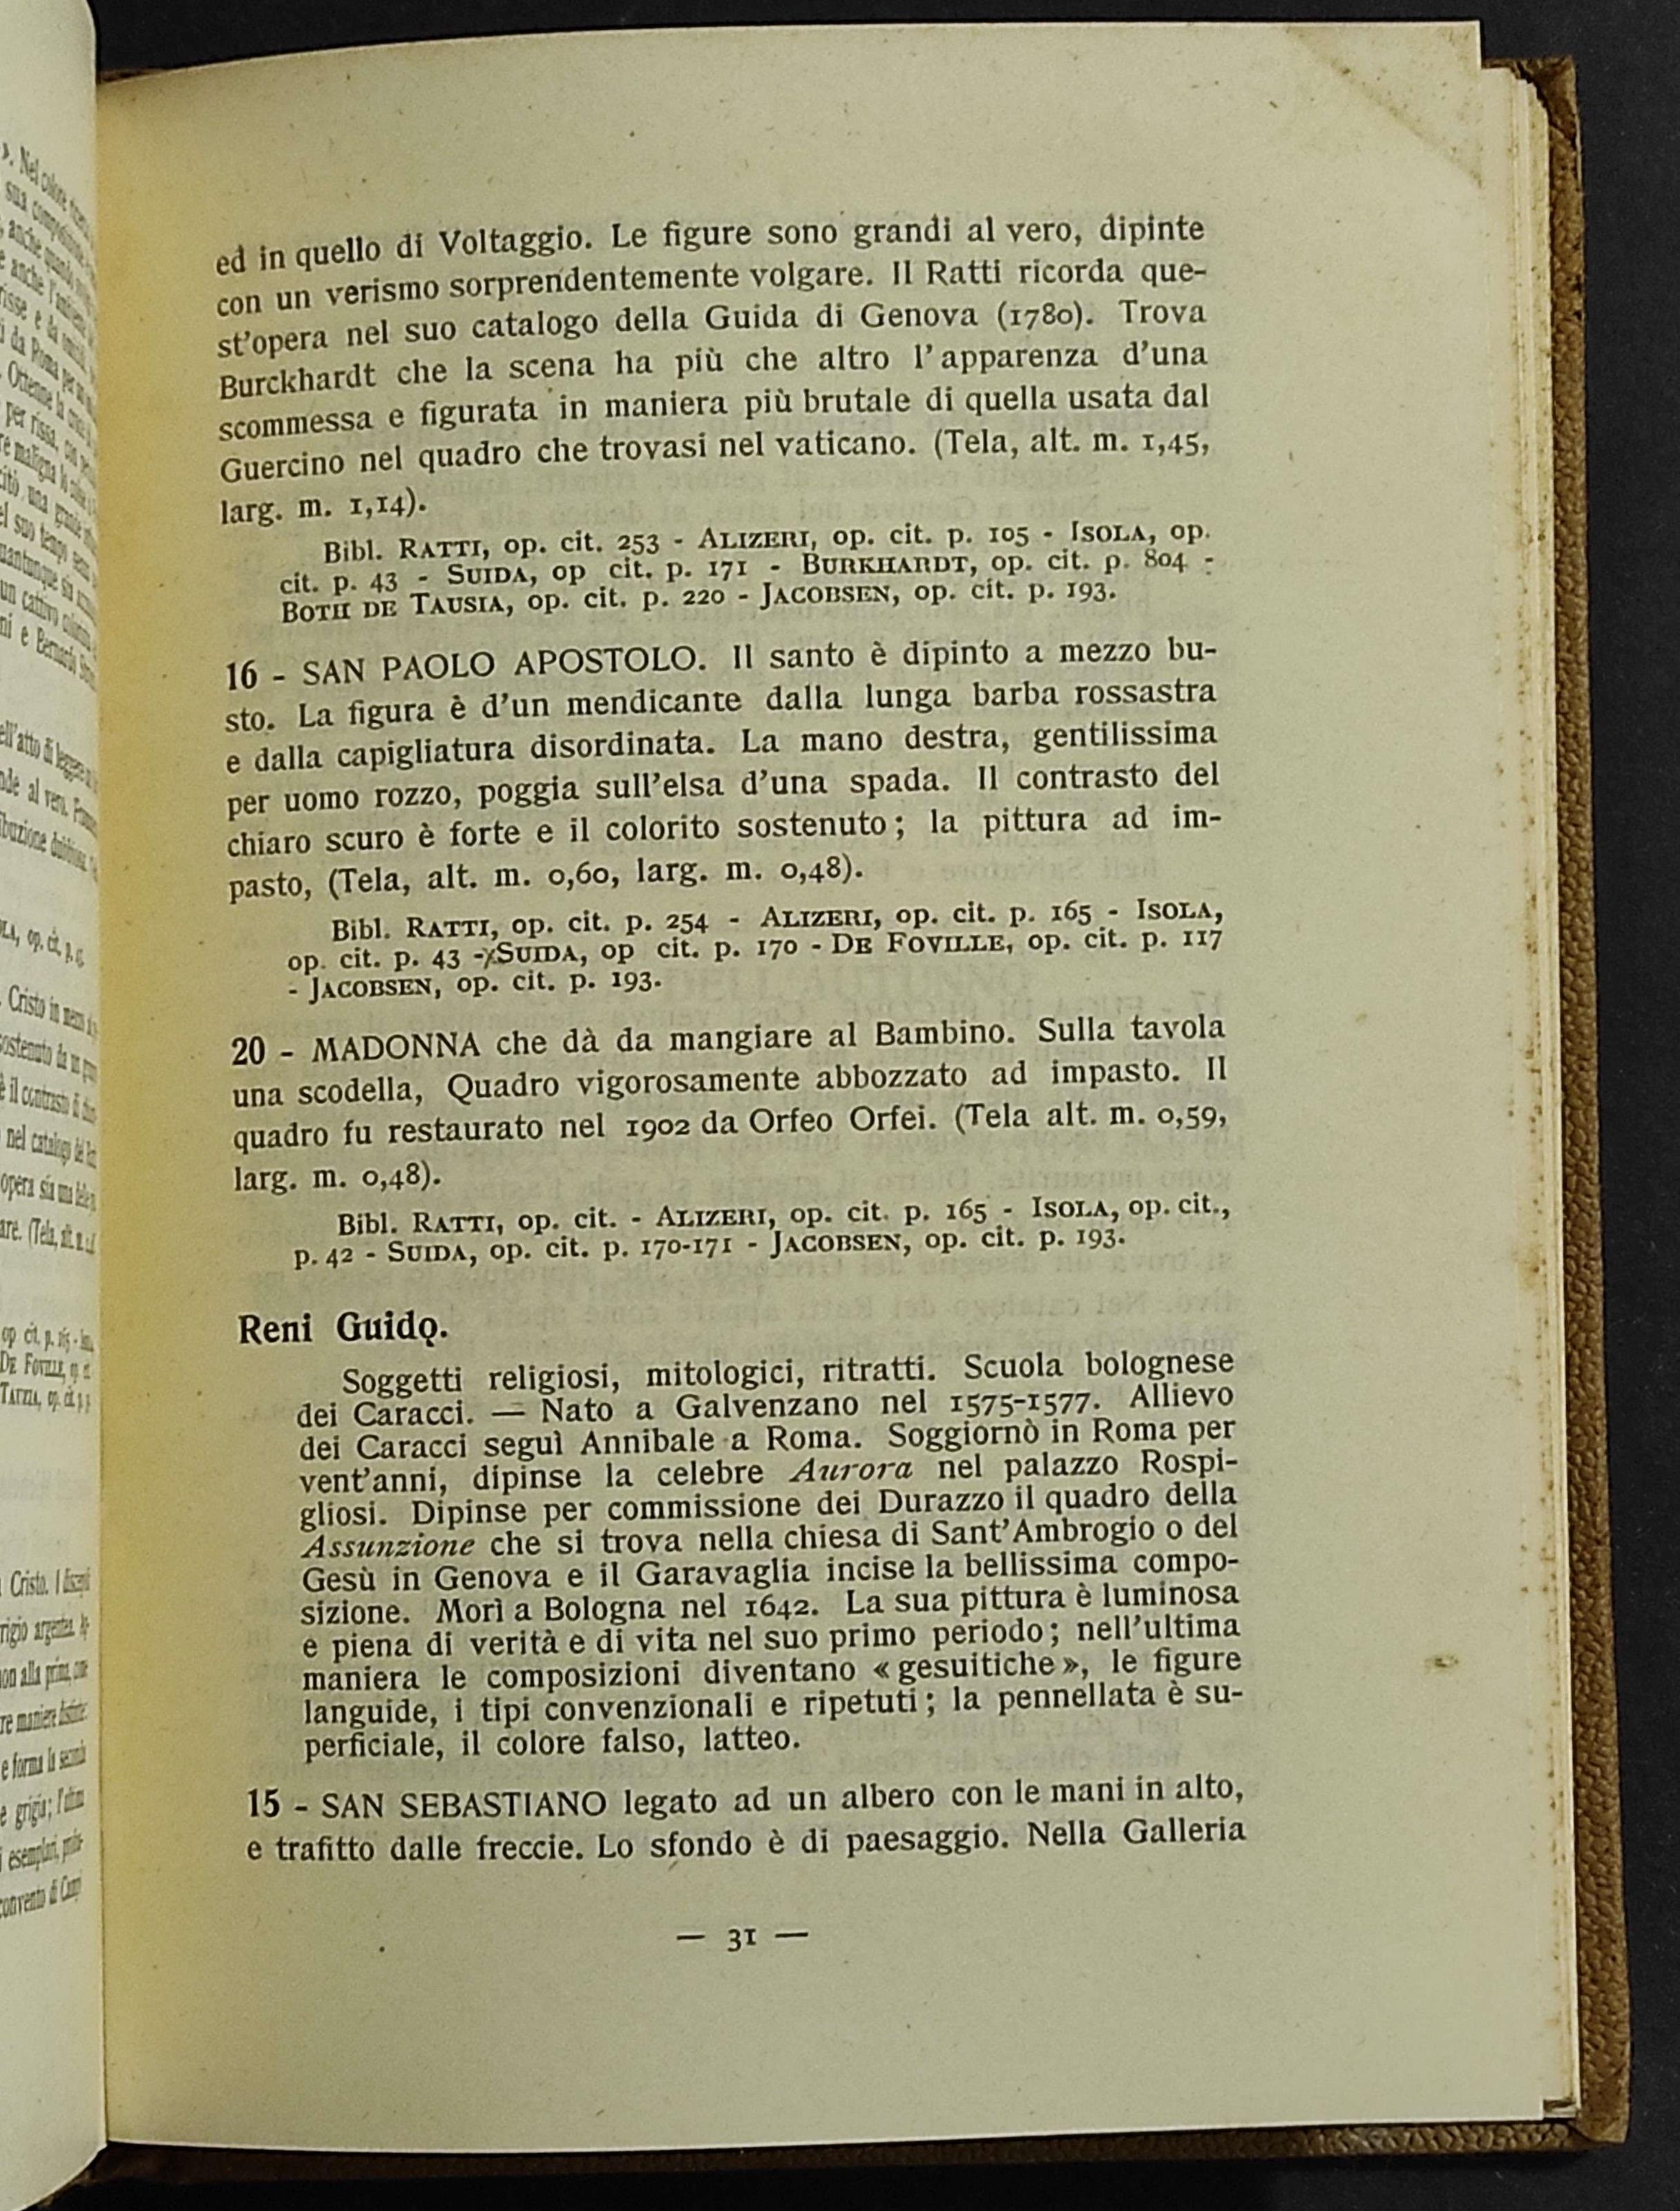 ed in quello di Voltaggio. Le figure sono grandi al vero, dipinte
con un verismo sorprendentemente volgare. Il Ratti ricorda que-
st'opera nel suo catalogo della Guida di Genova (1780). Trova
Burckhardt che la scena ha più che altro l'apparenza d'una
scommessa e figurata in maniera più brutale di quella usata dal
Guercino nel quadro che trovasi nel vaticano. (Tela, alt. m. 1,45,
larg. m. 1,14).
Bibl. RATTI, op. cit. 253 - ALIZERI, op. cit. p. 105 - ISOLA, op.
cit. p. 43 - SUIDA, op cit. p. 171 - BURKHARDT, op. cit. p. 804 -
BOTH DE TAUSIA, op. cit. p. 220 - JACOBSEN, op. cit. p. 193.
16 - SAN PAOLO APOSTOLO. Il santo è dipinto a mezzo bu-
sto. La figura è d'un mendicante dalla lunga barba rossastra
e dalla capigliatura disordinata. La mano destra, gentilissima
per uomo rozzo, poggia sull'elsa d'una spada. Il contrasto del
chiaro scuro è forte e il colorito sostenuto; la pittura ad im-
pasto, (Tela, alt. m. 0,60, larg. m. 0,48).
Bibl. RATTI, op. cit. p. 254 - ALIZERI, op. cit. p. 165 - ISOLA,
op. cit. p. 43 - SUIDA, op cit. p. 170 - DE FOVILLE, op. cit. p. 117
- JACOBSEN, op. cit. p. 193.
20 - MADONNA che dà da mangiare al Bambino. Sulla tavola
una scodella, Quadro vigorosamente abbozzato ad impasto. Il
quadro fu restaurato nel 1902 da Orfeo Orfei. (Tela alt. m. 0,59,
larg. m. 0,48).
Bibl. RATTI, op. cit. - ALIZERI, op. cit. p. 165 - ISOLA, op. cit.,
p. 42 - SUIDA, op. cit. p. 170-171 - JACOBSEN, op. cit. p. 193.
Reni Guido.
Soggetti religiosi, mitologici, ritratti. Scuola bolognese
dei Caracci. — Nato a Galvenzano nel 1575-1577. Allievo
dei Caracci seguì Annibale a Roma. Soggiornò in Roma per
vent'anni, dipinse la celebre Aurora nel palazzo Rospi-
gliosi. Dipinse per commissione dei Durazzo il quadro della
Assunzione che si trova nella chiesa di Sant'Ambrogio o del
Gesù in Genova e il Garavaglia incise la bellissima compo-
sizione. Morì a Bologna nel 1642. La sua pittura è luminosa
e piena di verità e di vita nel suo primo periodo; nell'ultima
maniera le composizioni diventano «gesuitiche», le figure
languide, i tipi convenzionali e ripetuti; la pennellata è su-
perficiale, il colore falso, latteo.
15 - SAN SEBASTIANO legato ad un albero con le mani in alto,
e trafitto dalle freccie. Lo sfondo è di paesaggio. Nella Galleria
— 31 —